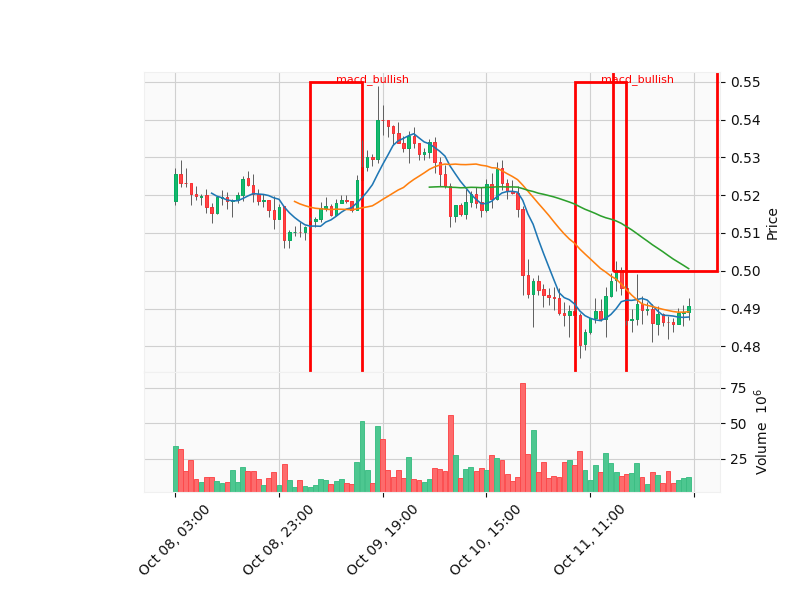 macd_bullish macd_bullish
0.55
0.54
0.53
0.52
0.51
0.50
0.49
0.48
Price
75
50
25
Volume 10^6
Oct 08, 03:00
Oct 08, 23:00
Oct 09, 19:00
Oct 10, 15:00
Oct 11, 11:00